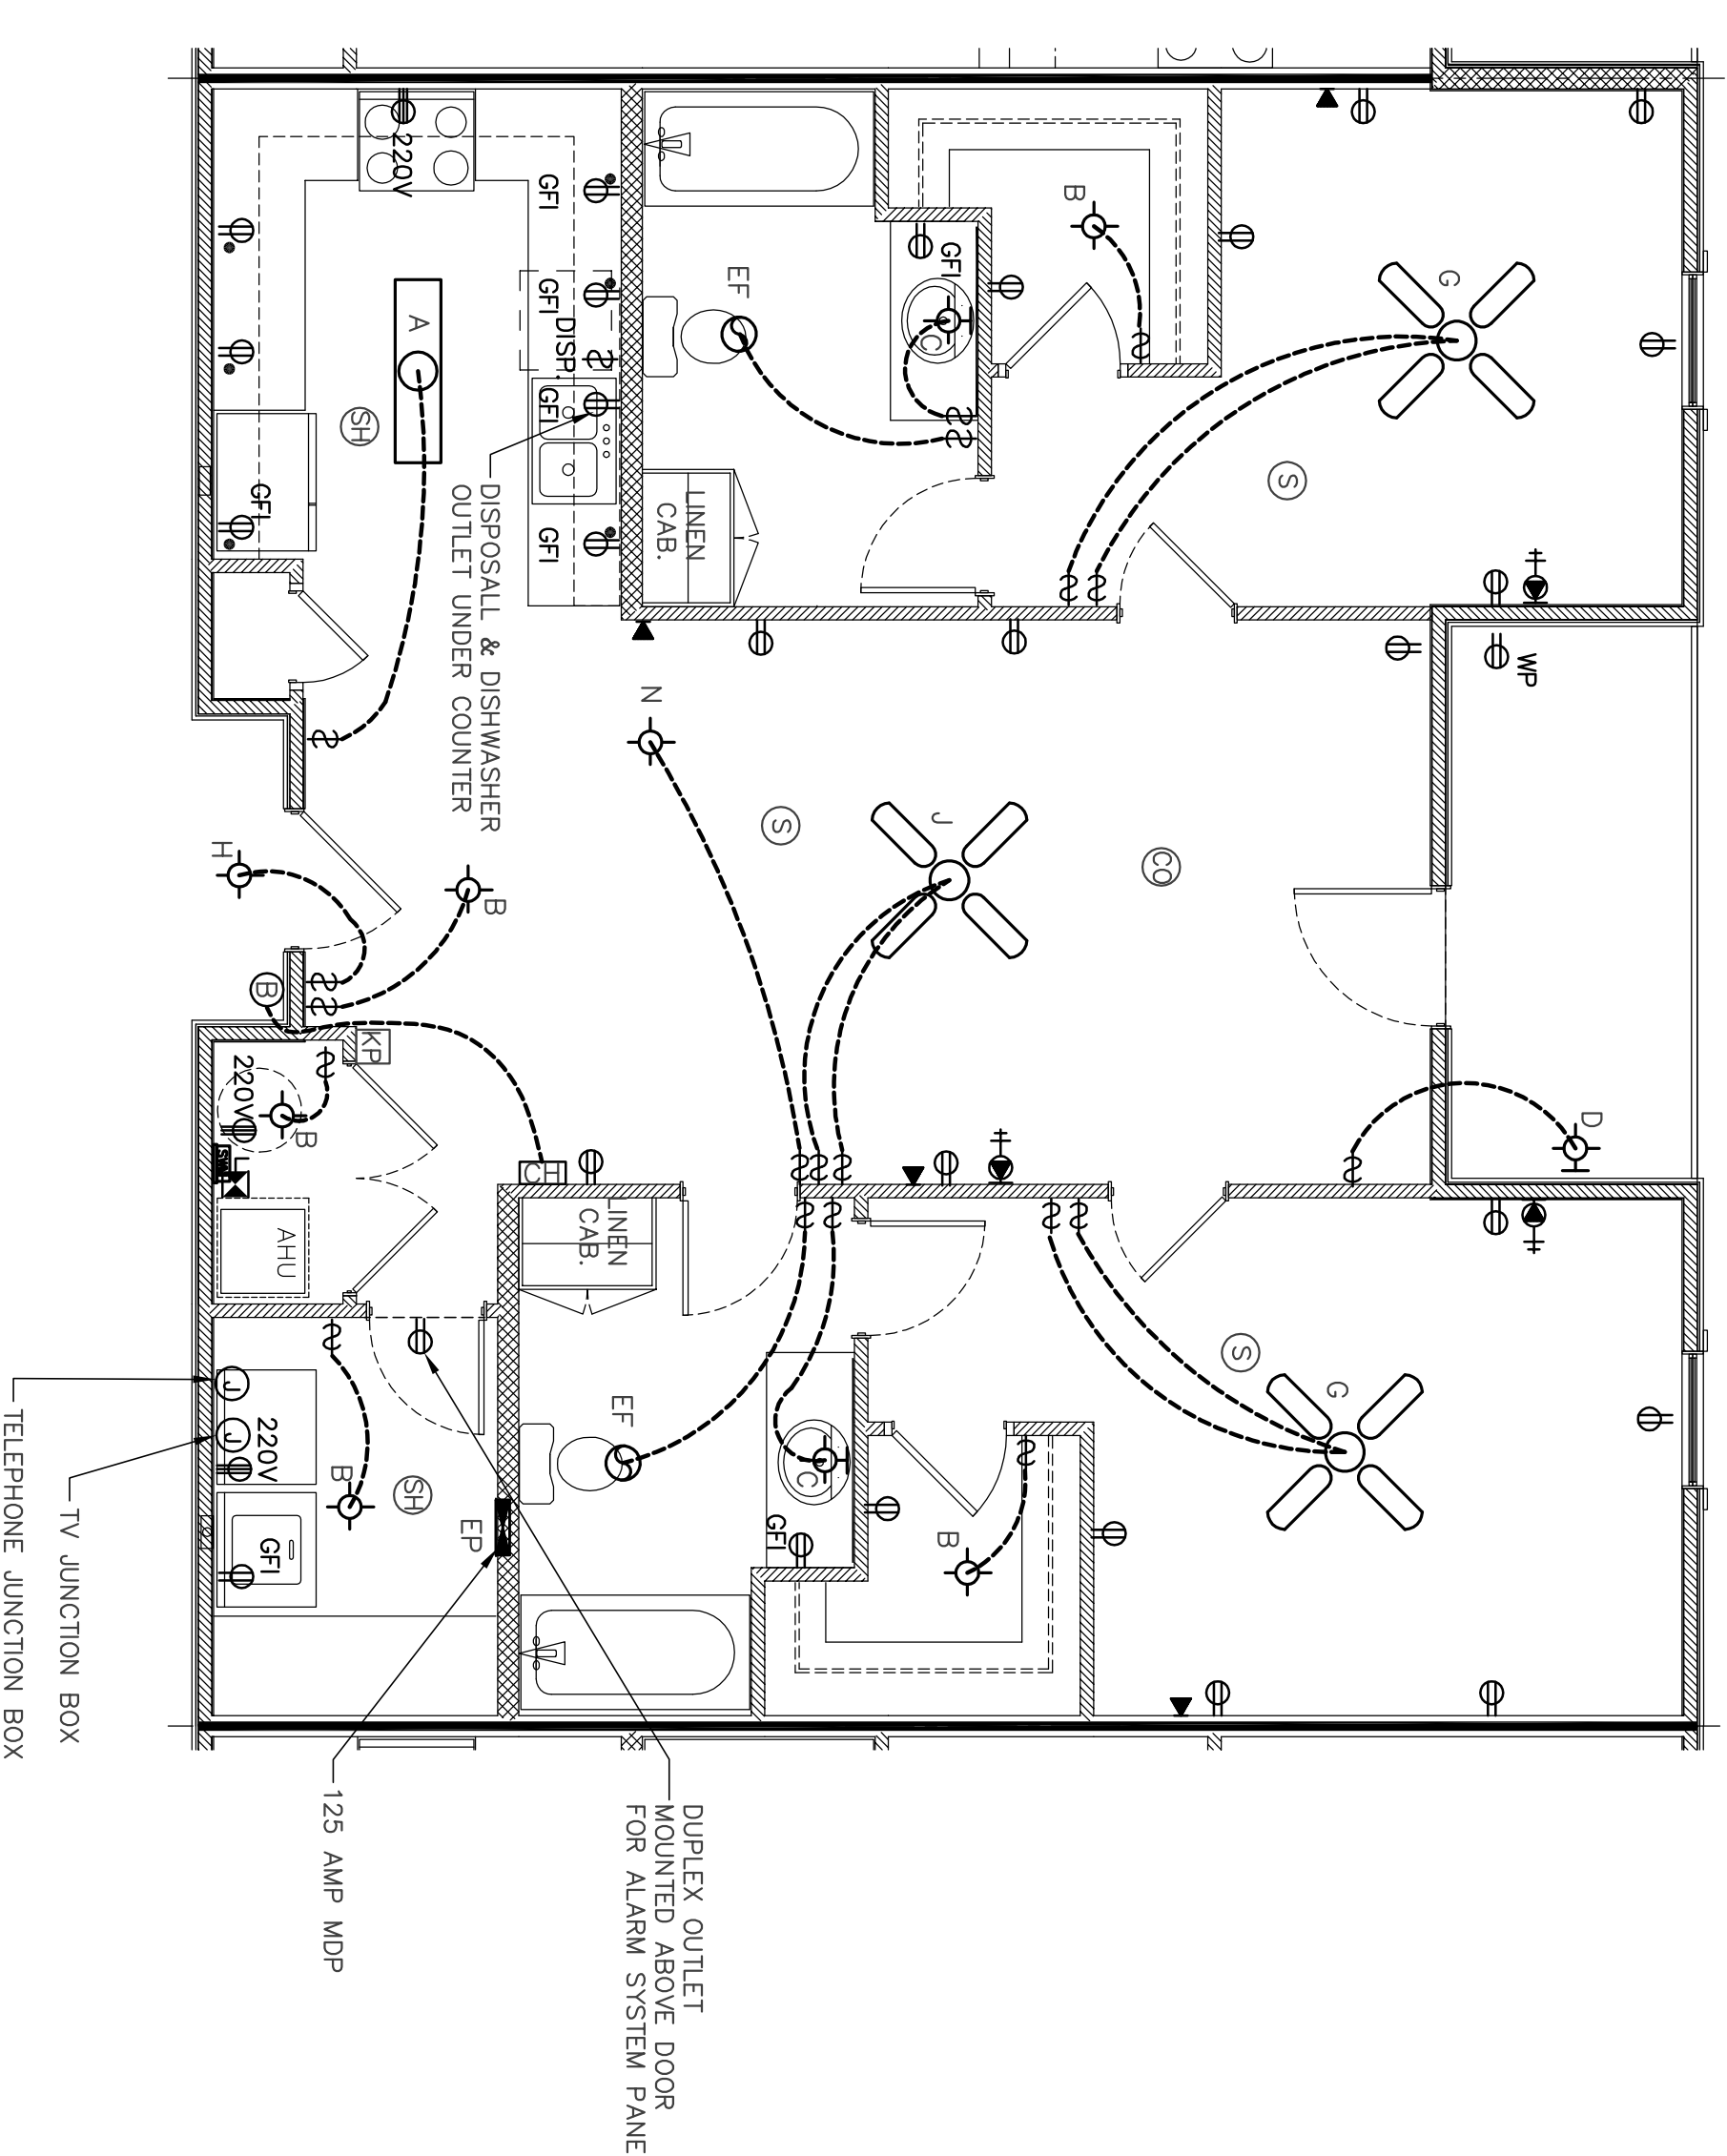 220V
GFI
GFI
DISP.
GFI
GFI
GFI
A
SH
DISPOSALL & DISHWASHER
OUTLET UNDER COUNTER
EF
GFI
C
LINEN
CAB.
B
G
S
WP
N
S
J
CO
H
B
B
KP
220V
B
AHU
CH
LINEN
CAB.
D
S
G
EF
C
GFI
B
J
J
220V
B
SH
GFI
EP
DUPLEX OUTLET
MOUNTED ABOVE DOOR
FOR ALARM SYSTEM PANE
125 AMP MDP
TV JUNCTION BOX
TELEPHONE JUNCTION BOX